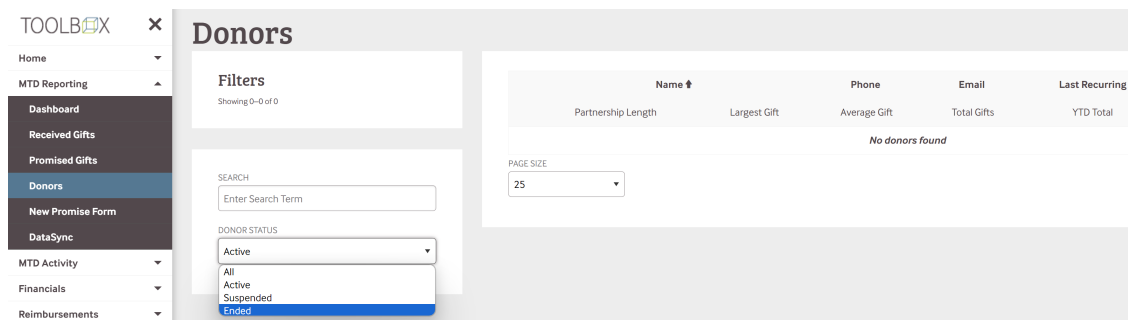 TOOLBOX
Home
MTD Reporting
Dashboard
Received Gifts
Promised Gifts
Donors
New Promise Form
DataSync
MTD Activity
Financials
Reimbursements
Donors
Filters
Showing 0–0 of 0
SEARCH
Enter Search Term
DONOR STATUS
Active
All
Active
Suspended
Ended
Name Phone Email Last Recurring
Partnership Length Largest Gift Average Gift Total Gifts YTD Total
No donors found
PAGE SIZE
25